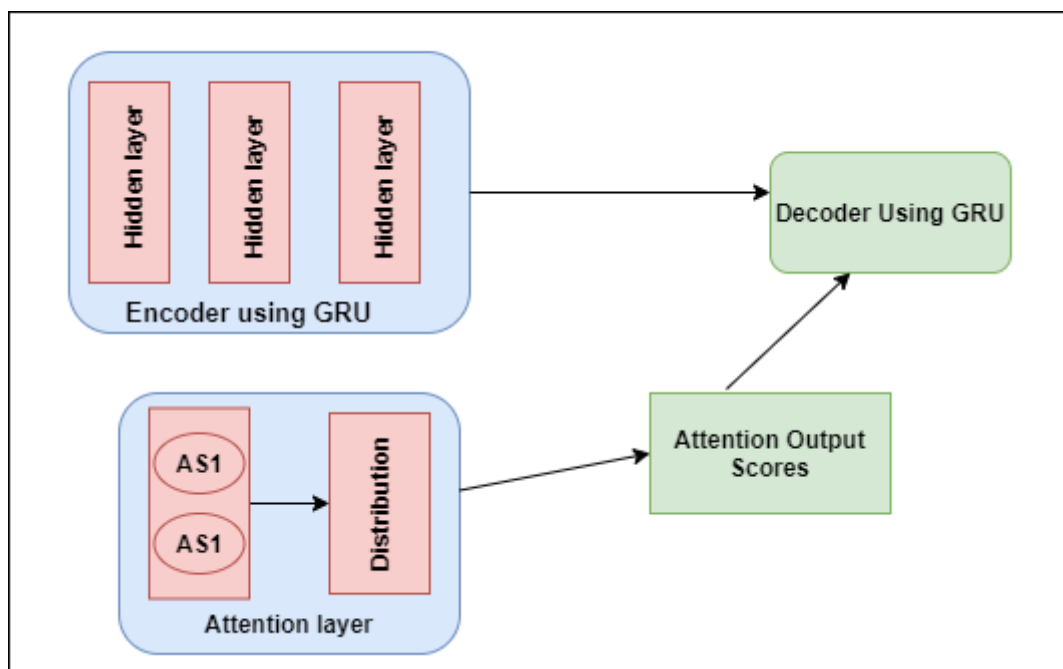 Hidden layer
Hidden layer
Hidden layer
Encoder using GRU
Decoder Using GRU
AS1
AS1
Distribution
Attention layer
Attention Output
Scores